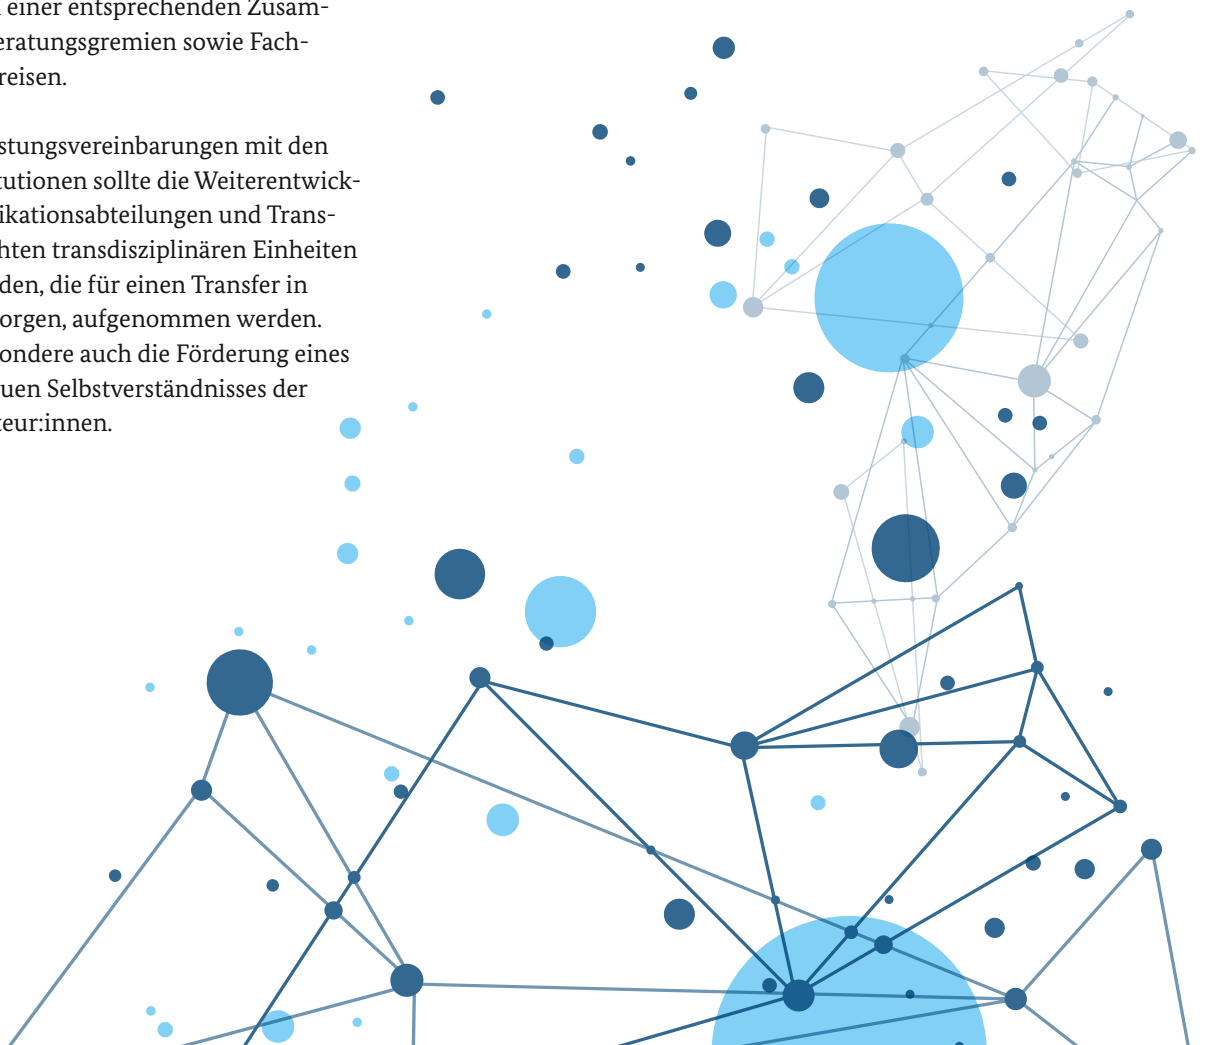 einer entsprechenden Zusam-
eratungsgremien sowie Fach-
reisen.
stungsvereinbarungen mit den
tutionen sollte die Weiterentwick-
ikationsabteilungen und Trans-
hten transdisziplinären Einheiten
den, die für einen Transfer in
orgen, aufgenommen werden.
ondere auch die Förderung eines
uen Selbstverständnisses der
teur:innen.